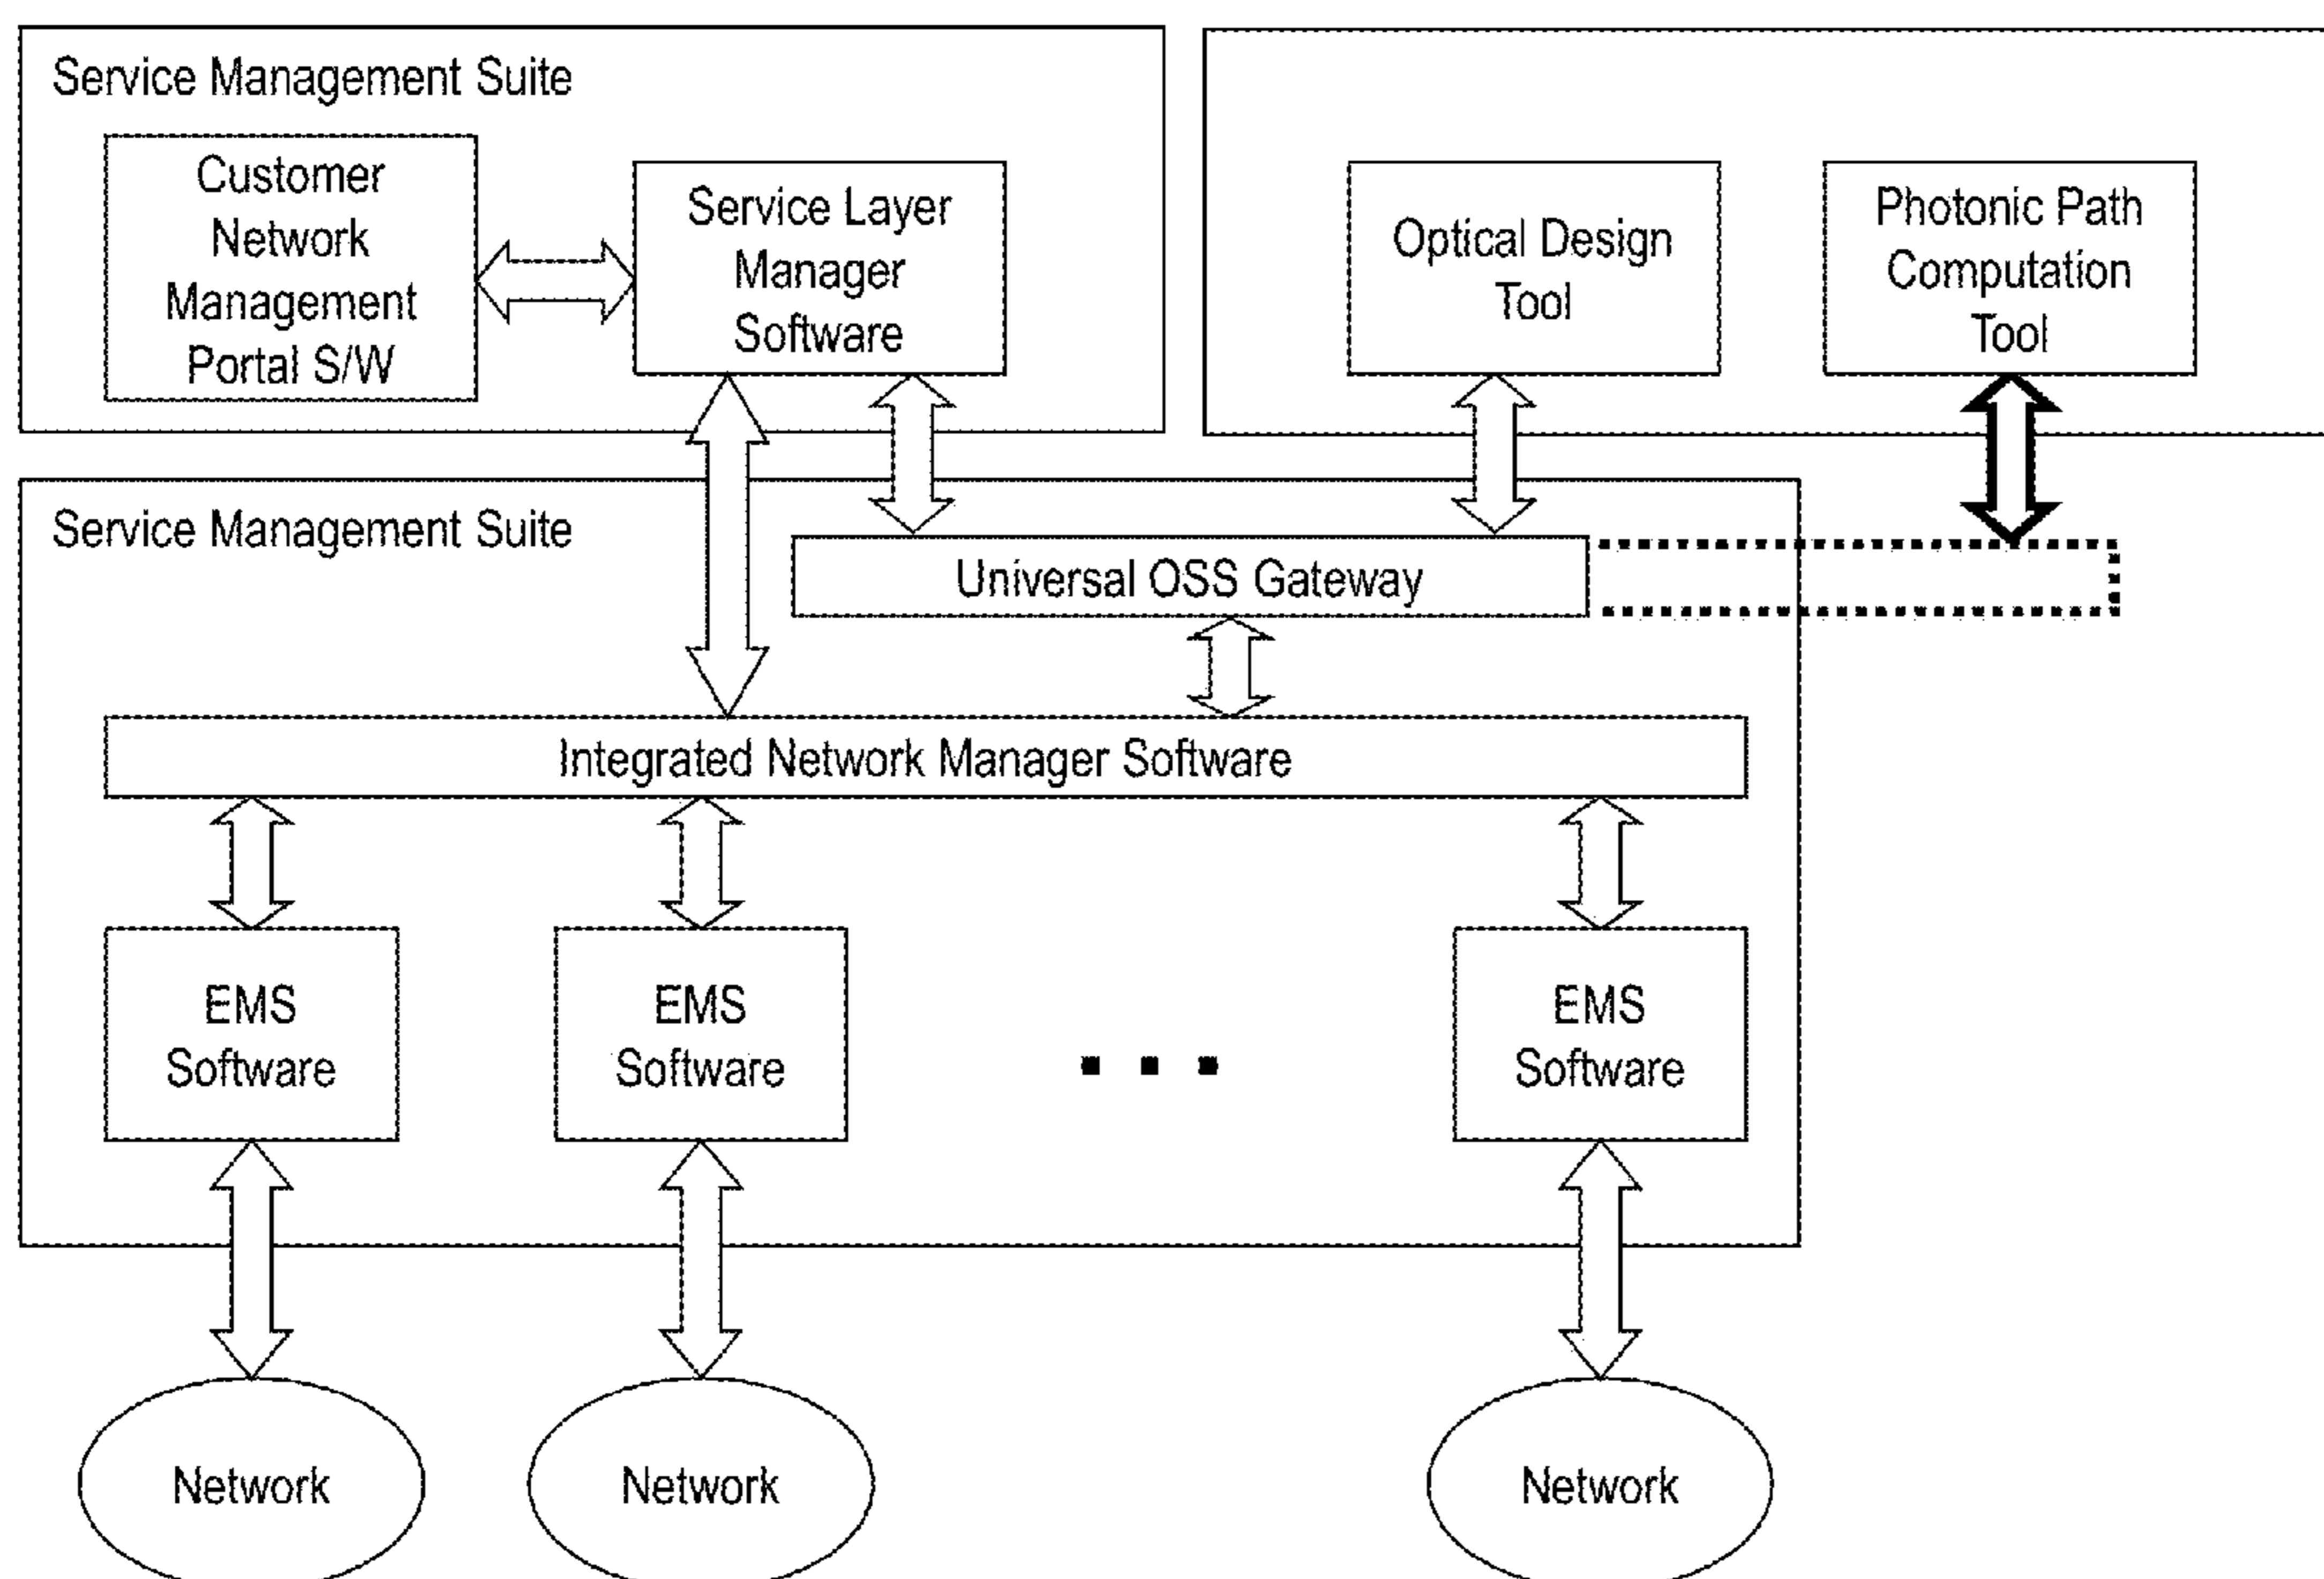 Service Management Suite
Customer
Network
Management
Portal S/W
Service Layer
Manager
Software
Optical Design
Tool
Photonic Path
Computation
Tool
Service Management Suite
Universal OSS Gateway
Integrated Network Manager Software
EMS
Software
EMS
Software
EMS
Software
Network
Network
Network